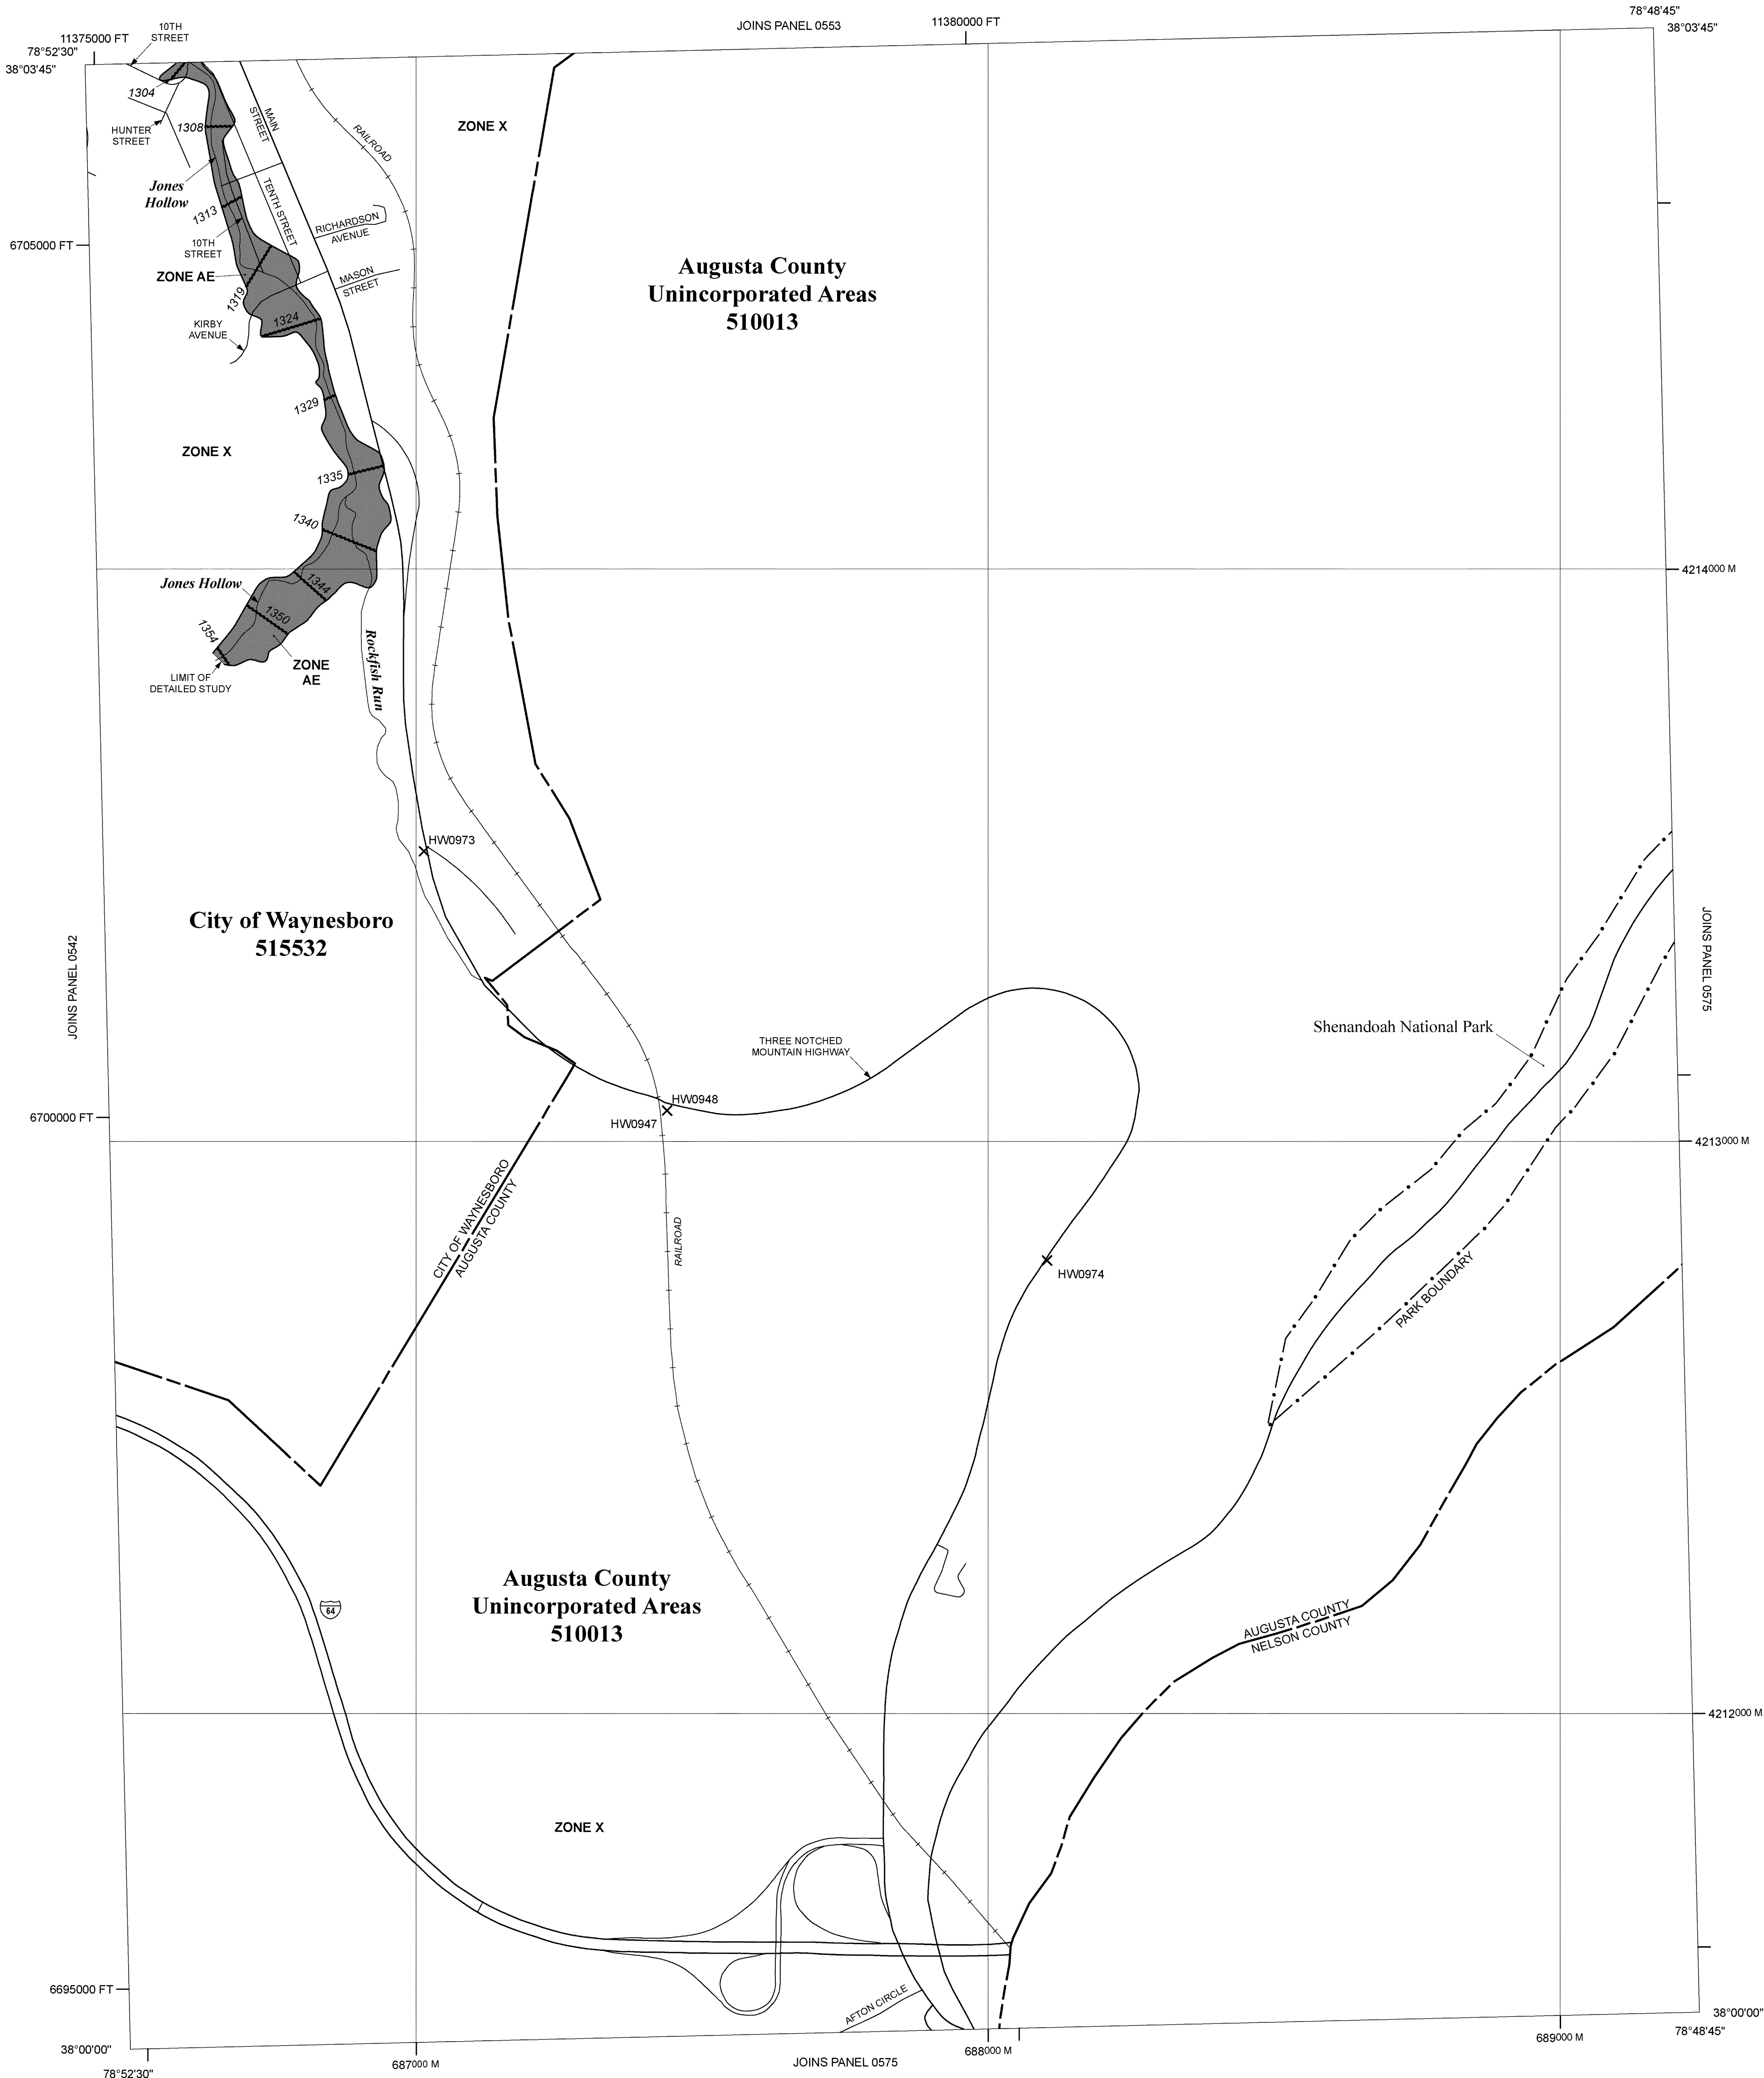 JOINS PANEL 0553
11380000 FT
78°48'45"
38°03'45"
11375000 FT
78°52'30"
38°03'45"
10TH
STREET
1304
HUNTER
STREET
1308
MAIN
STREET
RAILROAD
ZONE X
Jones
Hollow
1313
TENTH STREET
10TH
STREET
RICHARDSON
AVENUE
6705000 FT
ZONE AE
MASON
STREET
1319
1324
KIRBY
AVENUE
Augusta County
Unincorporated Areas
510013
1329
ZONE X
1335
1340
4214000 M
Jones Hollow
1344
1350
1354
ZONE
AE
LIMIT OF
DETAILED STUDY
Rockfish Run
HW0973
City of Waynesboro
515532
JOINS PANEL 0542
JOINS PANEL 0575
Shenandoah National Park
THREE NOTCHED
MOUNTAIN HIGHWAY
HW0948
HW0947
6700000 FT
4213000 M
CITY OF WAYNESBORO
AUGUSTA COUNTY
RAILROAD
HW0974
PARK BOUNDARY
Augusta County
Unincorporated Areas
510013
64
AUGUSTA COUNTY
NELSON COUNTY
4212000 M
ZONE X
6695000 FT
AFTON CIRCLE
38°00'00"
78°48'45"
38°00'00"
78°52'30"
687000 M
JOINS PANEL 0575
688000 M
689000 M